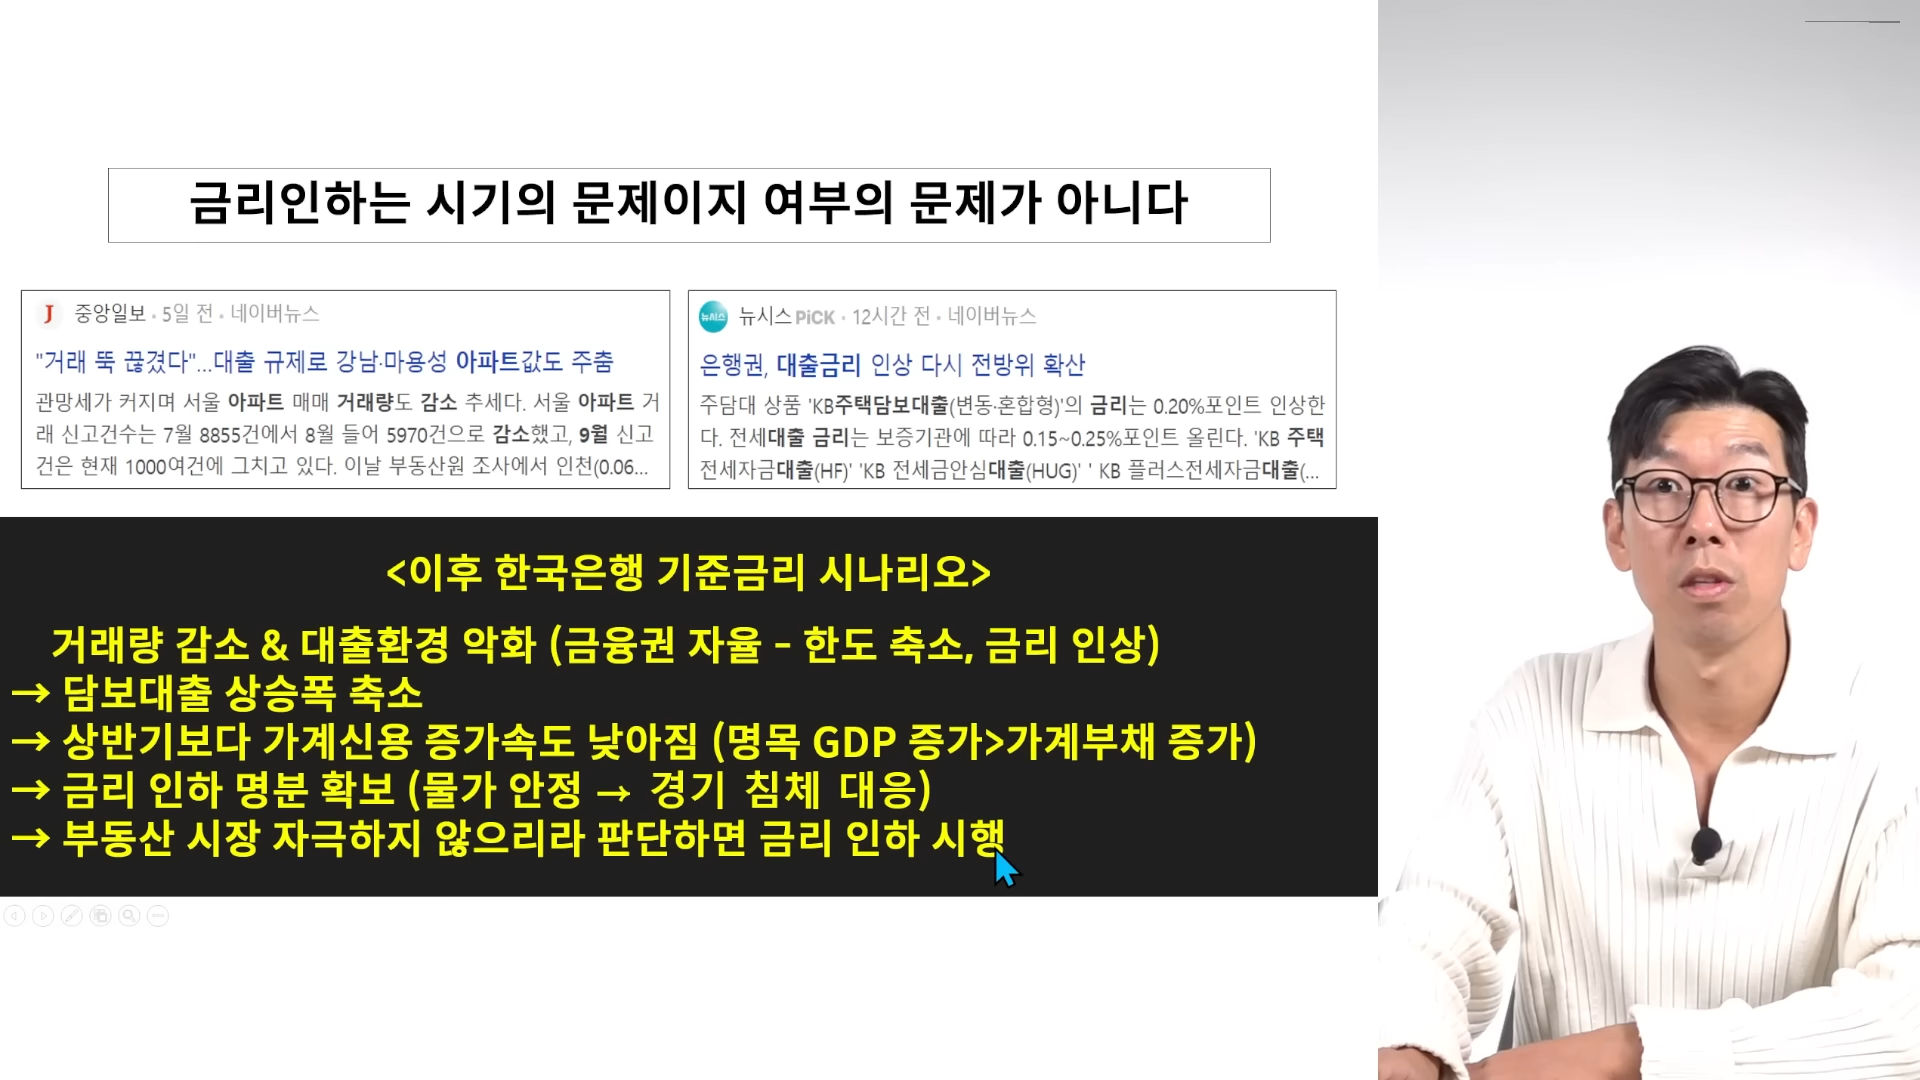 금리인하는 시기의 문제이지 여부의 문제가 아니다
J 중앙일보 · 5일 전 · 네이버뉴스
"거래 뚝 끊겼다"...대출 규제로 강남·마용성 아파트값도 주춤
관망세가 커지며 서울 아파트 매매 거래량도 감소 추세다. 서울 아파트 거
래 신고건수는 7월 8855건에서 8월 들어 5970건으로 감소했고, 9월 신고
건은 현재 1000여건에 그치고 있다. 이날 부동산원 조사에서 인천(0.06...
뉴시스 뉴시스 PiCK · 12시간 전 · 네이버뉴스
은행권, 대출금리 인상 다시 전방위 확산
주담대 상품 'KB주택담보대출(변동·혼합형)'의 금리는 0.20%포인트 인상한
다. 전세대출 금리는 보증기관에 따라 0.15~0.25%포인트 올린다. 'KB 주택
전세자금대출(HF)' 'KB 전세금안심대출(HUG)' ' KB 플러스전세자금대출(...
<이후 한국은행 기준금리 시나리오>
거래량 감소 & 대출환경 악화 (금융권 자율 – 한도 축소, 금리 인상)
→ 담보대출 상승폭 축소
→ 상반기보다 가계신용 증가속도 낮아짐 (명목 GDP 증가>가계부채 증가)
→ 금리 인하 명분 확보 (물가 안정 → 경기 침체 대응)
→ 부동산 시장 자극하지 않으리라 판단하면 금리 인하 시행